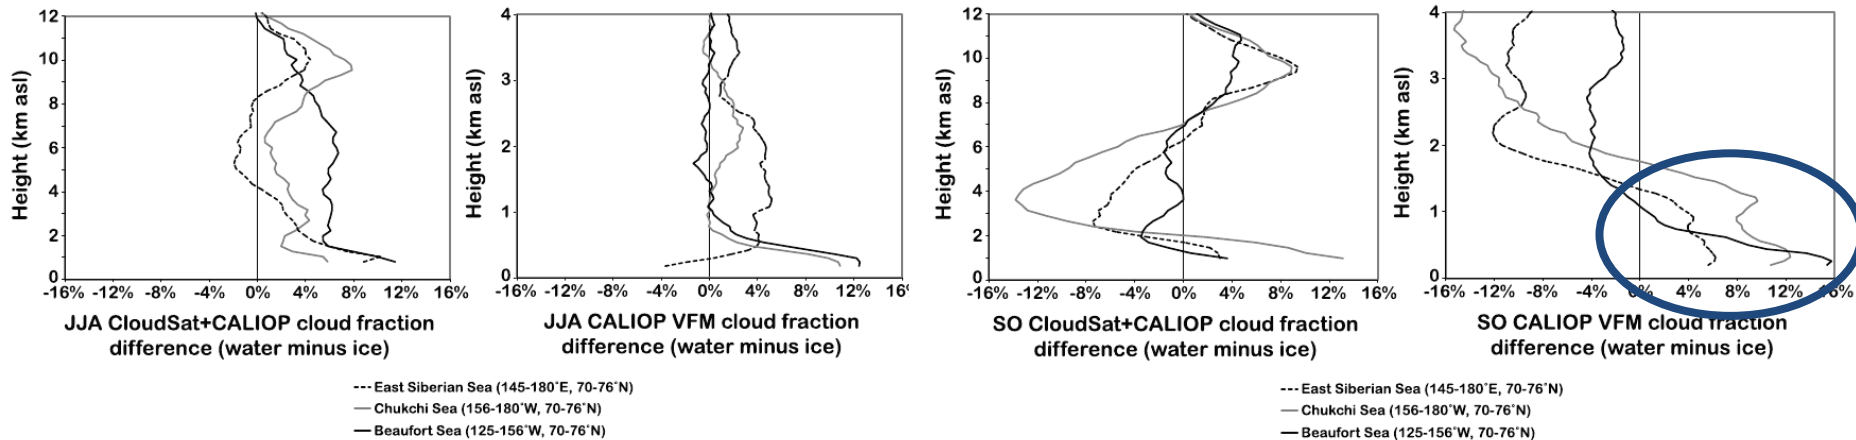 12
10
8
6
4
2
0
Height (km asl)
-16% -12% -8% -4% 0% 4% 8% 12% 16%
JJA CloudSat+CALIOP cloud fraction
difference (water minus ice)
4
3
2
1
0
Height (km asl)
-16% -12% -8% -4% 0% 4% 8% 12% 16%
JJA CALIOP VFM cloud fraction
difference (water minus ice)
---East Siberian Sea (145-180˚E, 70-76˚N)
—Chukchi Sea (156-180˚W, 70-76˚N)
—Beaufort Sea (125-156˚W, 70-76˚N)
12
10
8
6
4
2
0
Height (km asl)
-16% -12% -8% -4% 0% 4% 8% 12% 16%
SO CloudSat+CALIOP cloud fraction
difference (water minus ice)
4
3
2
1
0
Height (km asl)
-16% -12% -8% -4% 0% 4% 8% 12% 16%
SO CALIOP VFM cloud fraction
difference (water minus ice)
---East Siberian Sea (145-180˚E, 70-76˚N)
—Chukchi Sea (156-180˚W, 70-76˚N)
—Beaufort Sea (125-156˚W, 70-76˚N)